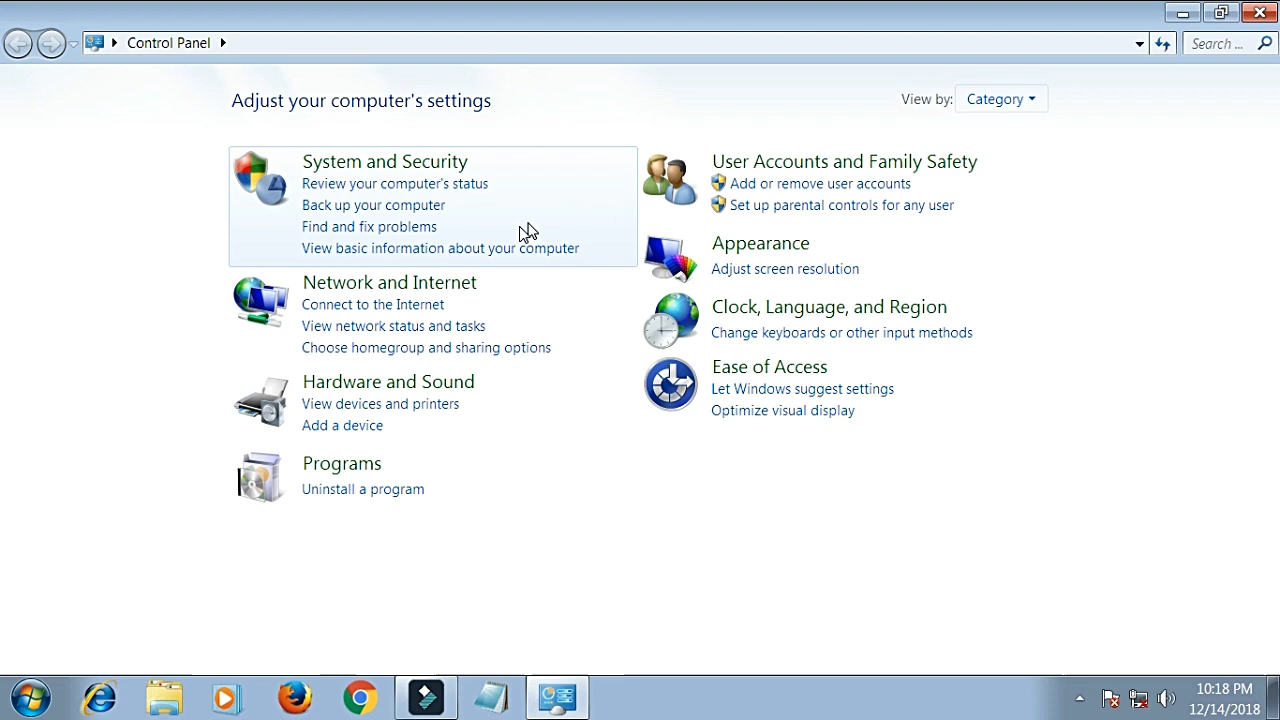 Control Panel
Search ...
Adjust your computer's settings
View by: Category
System and Security
Review your computer's status
Back up your computer
Find and fix problems
View basic information about your computer
Network and Internet
Connect to the Internet
View network status and tasks
Choose homegroup and sharing options
Hardware and Sound
View devices and printers
Add a device
Programs
Uninstall a program
User Accounts and Family Safety
Add or remove user accounts
Set up parental controls for any user
Appearance
Adjust screen resolution
Clock, Language, and Region
Change keyboards or other input methods
Ease of Access
Let Windows suggest settings
Optimize visual display
10:18 PM
12/14/2018